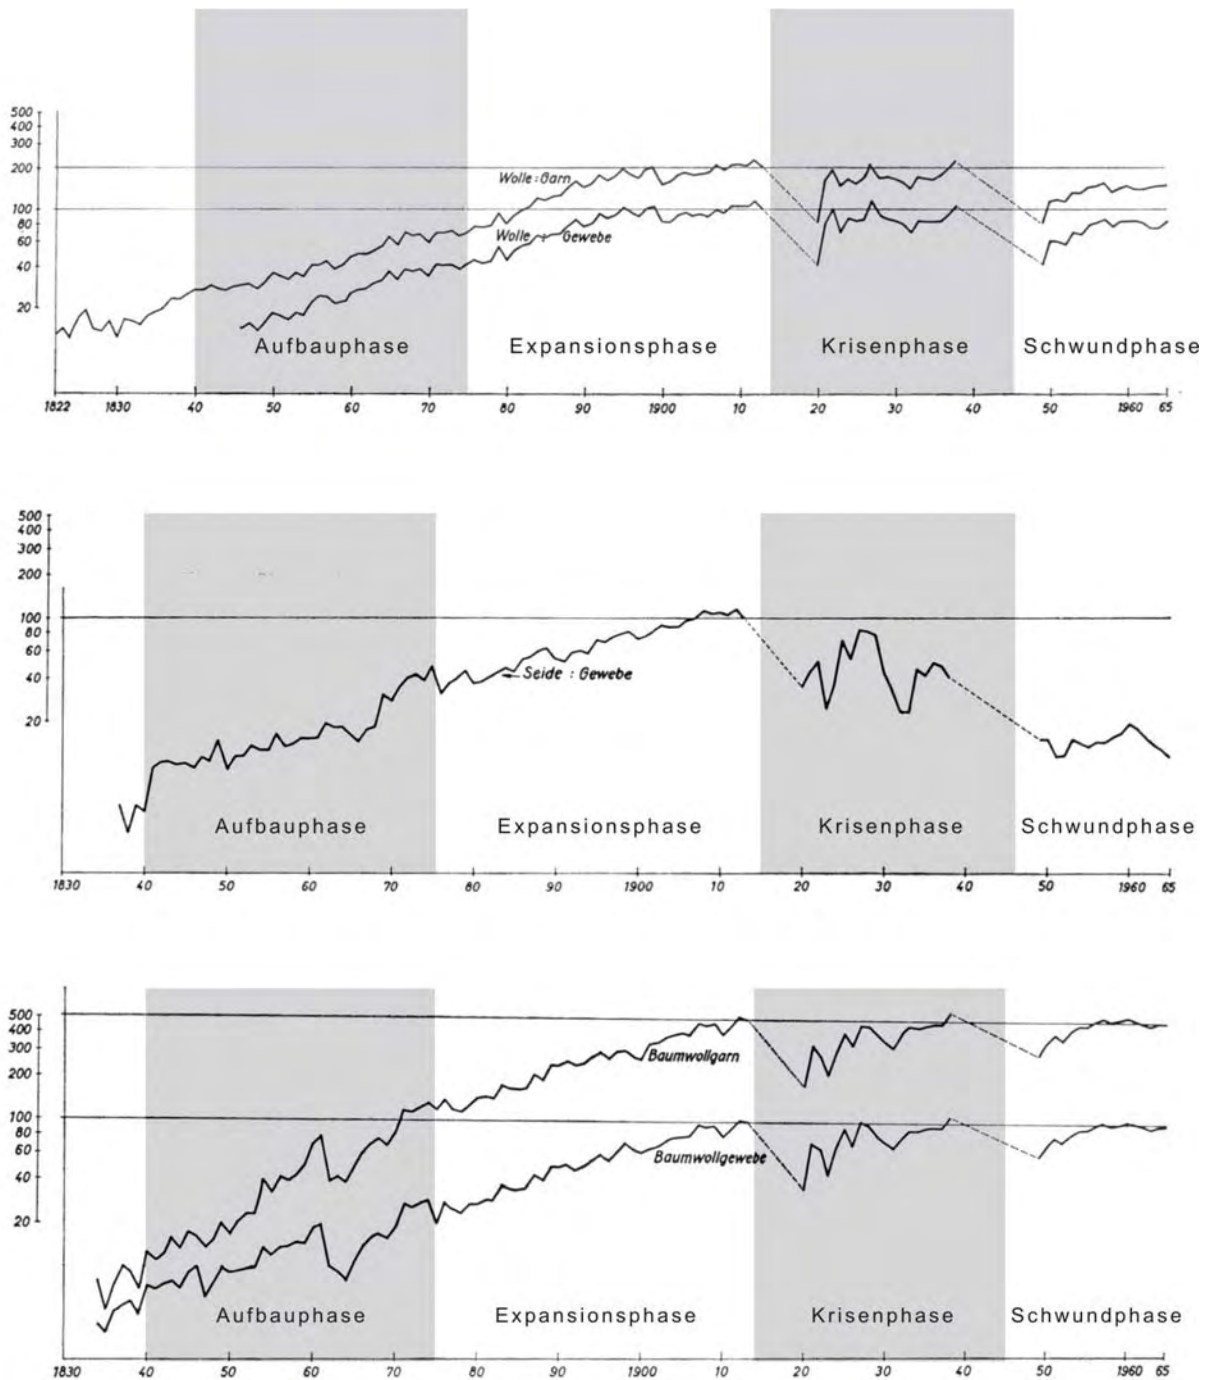 500
400
300
200
100
80
60
40
20
Wolle : Garn
Wolle : Gewebe
Aufbauphase Expansionsphase Krisenphase Schwundphase
1822 1830 40 50 60 70 80 90 1900 10 20 30 40 50 1960 65
500
400
300
200
100
80
60
40
20
Seide : Gewebe
Aufbauphase Expansionsphase Krisenphase Schwundphase
1830 40 50 60 70 80 90 1900 10 20 30 40 50 1960 65
500
400
300
200
100
80
60
40
20
Baumwollgarn
Baumwollgewebe
Aufbauphase Expansionsphase Krisenphase Schwundphase
1830 40 50 60 70 80 90 1900 10 20 30 40 50 1960 65